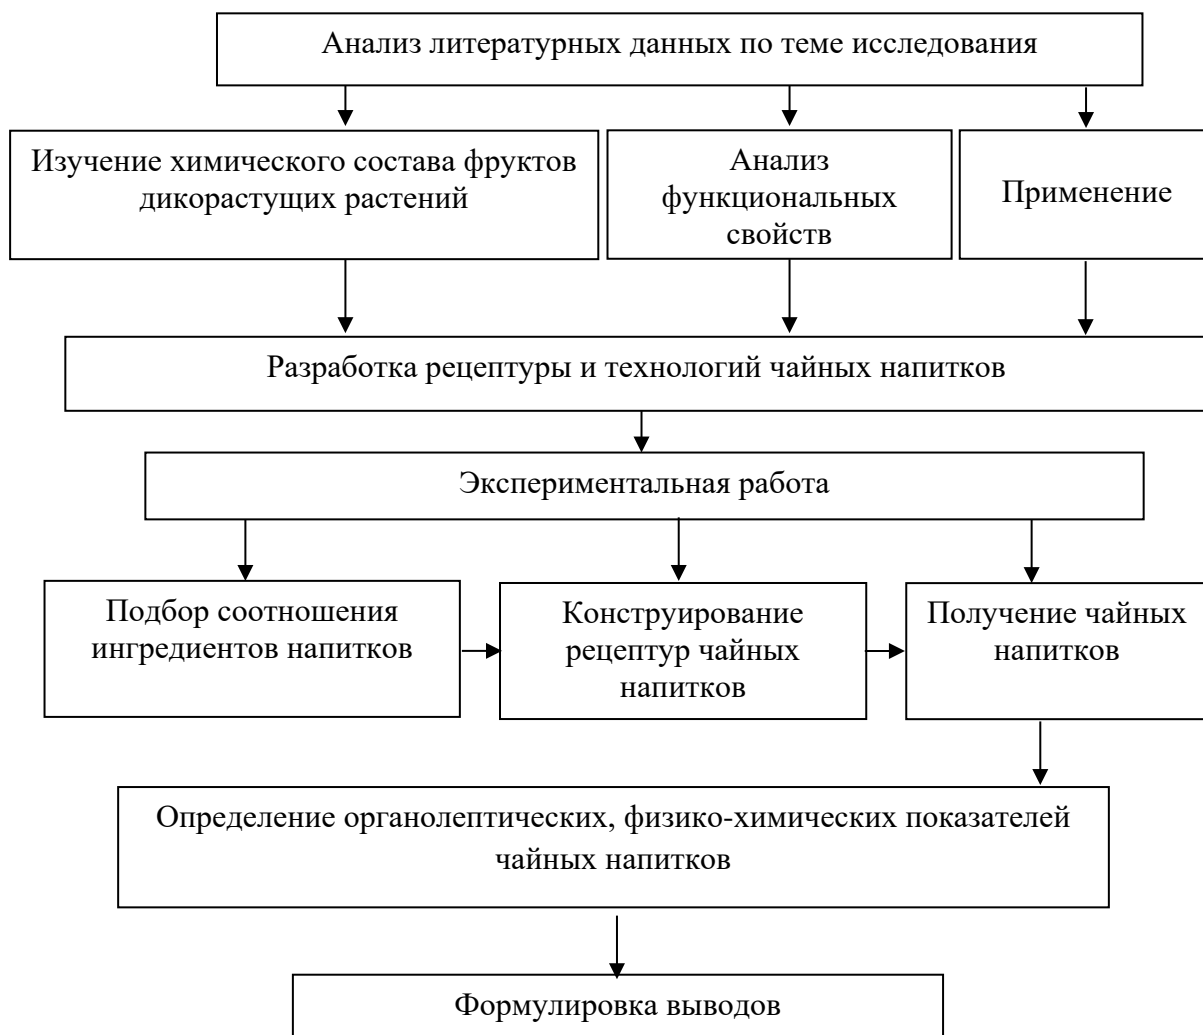 Анализ литературных данных по теме исследования
Изучение химического состава фруктов
дикорастущих растений
Анализ
функциональных
свойств
Применение
Разработка рецептуры и технологий чайных напитков
Экспериментальная работа
Подбор соотношения
ингредиентов напитков
Конструирование
рецептур чайных
напитков
Получение чайных
напитков
Определение органолептических, физико-химических показателей
чайных напитков
Формулировка выводов